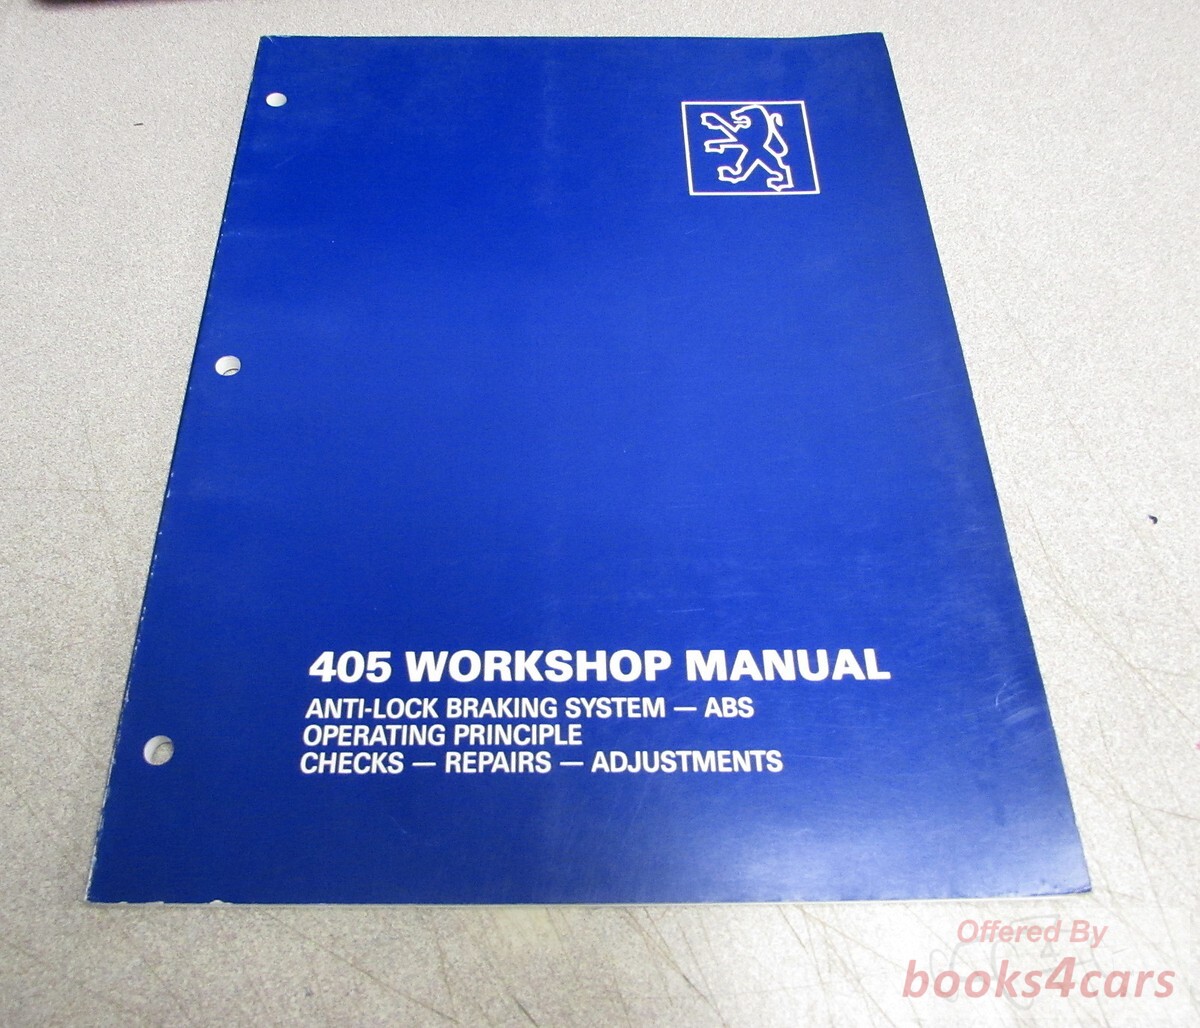 405 WORKSHOP MANUAL
ANTI-LOCK BRAKING SYSTEM — ABS
OPERATING PRINCIPLE
CHECKS — REPAIRS — ADJUSTMENTS
Offered By
books4cars